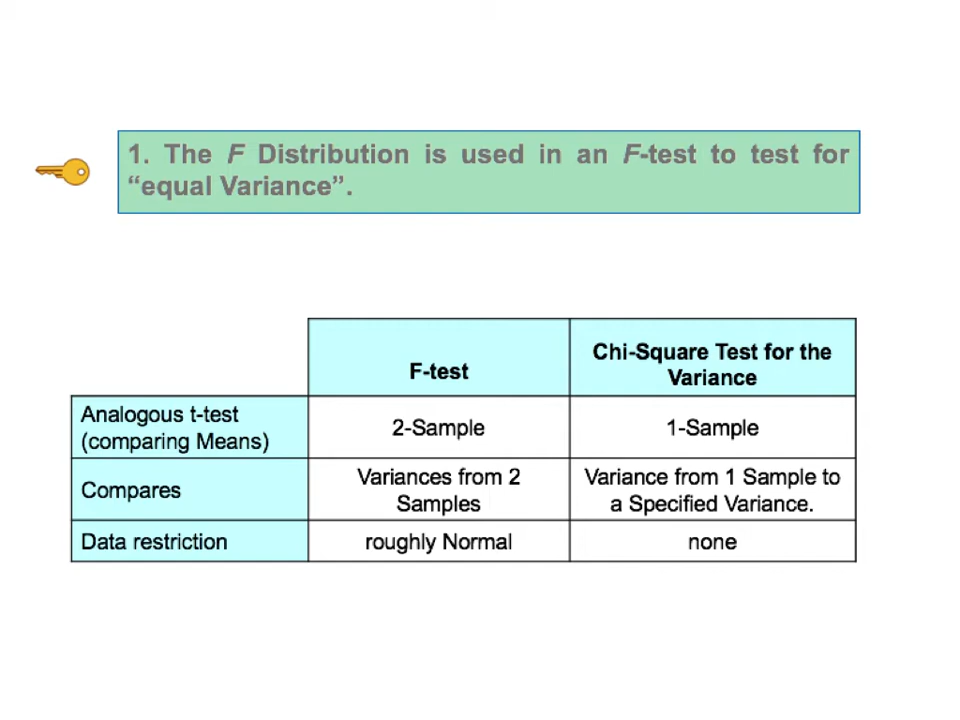 1. The F Distribution is used in an F-test to test for
“equal Variance”.
F-test
Chi-Square Test for the
Variance
Analogous t-test
(comparing Means)
2-Sample
1-Sample
Compares
Variances from 2
Samples
Variance from 1 Sample to
a Specified Variance.
Data restriction
roughly Normal
none